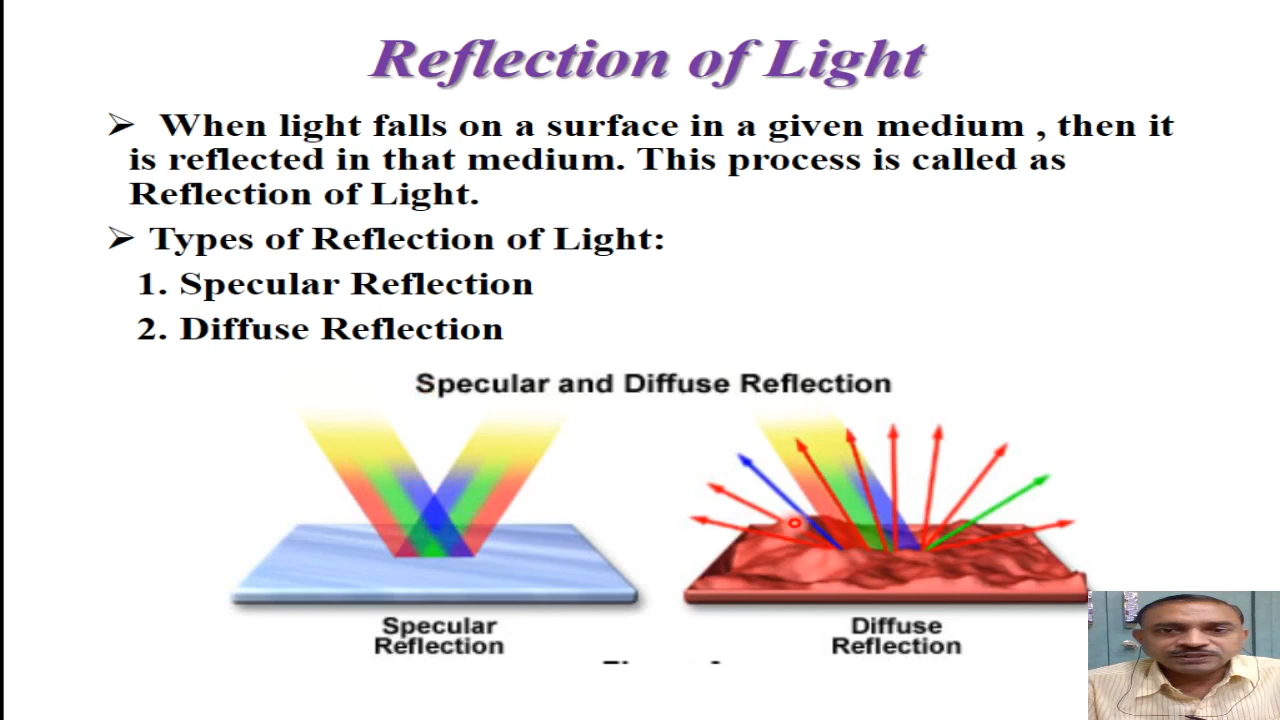 Reflection of Light
➢ When light falls on a surface in a given medium , then it
is reflected in that medium. This process is called as
Reflection of Light.
➢ Types of Reflection of Light:
1. Specular Reflection
2. Diffuse Reflection
Specular and Diffuse Reflection
Specular
Reflection
Diffuse
Reflection